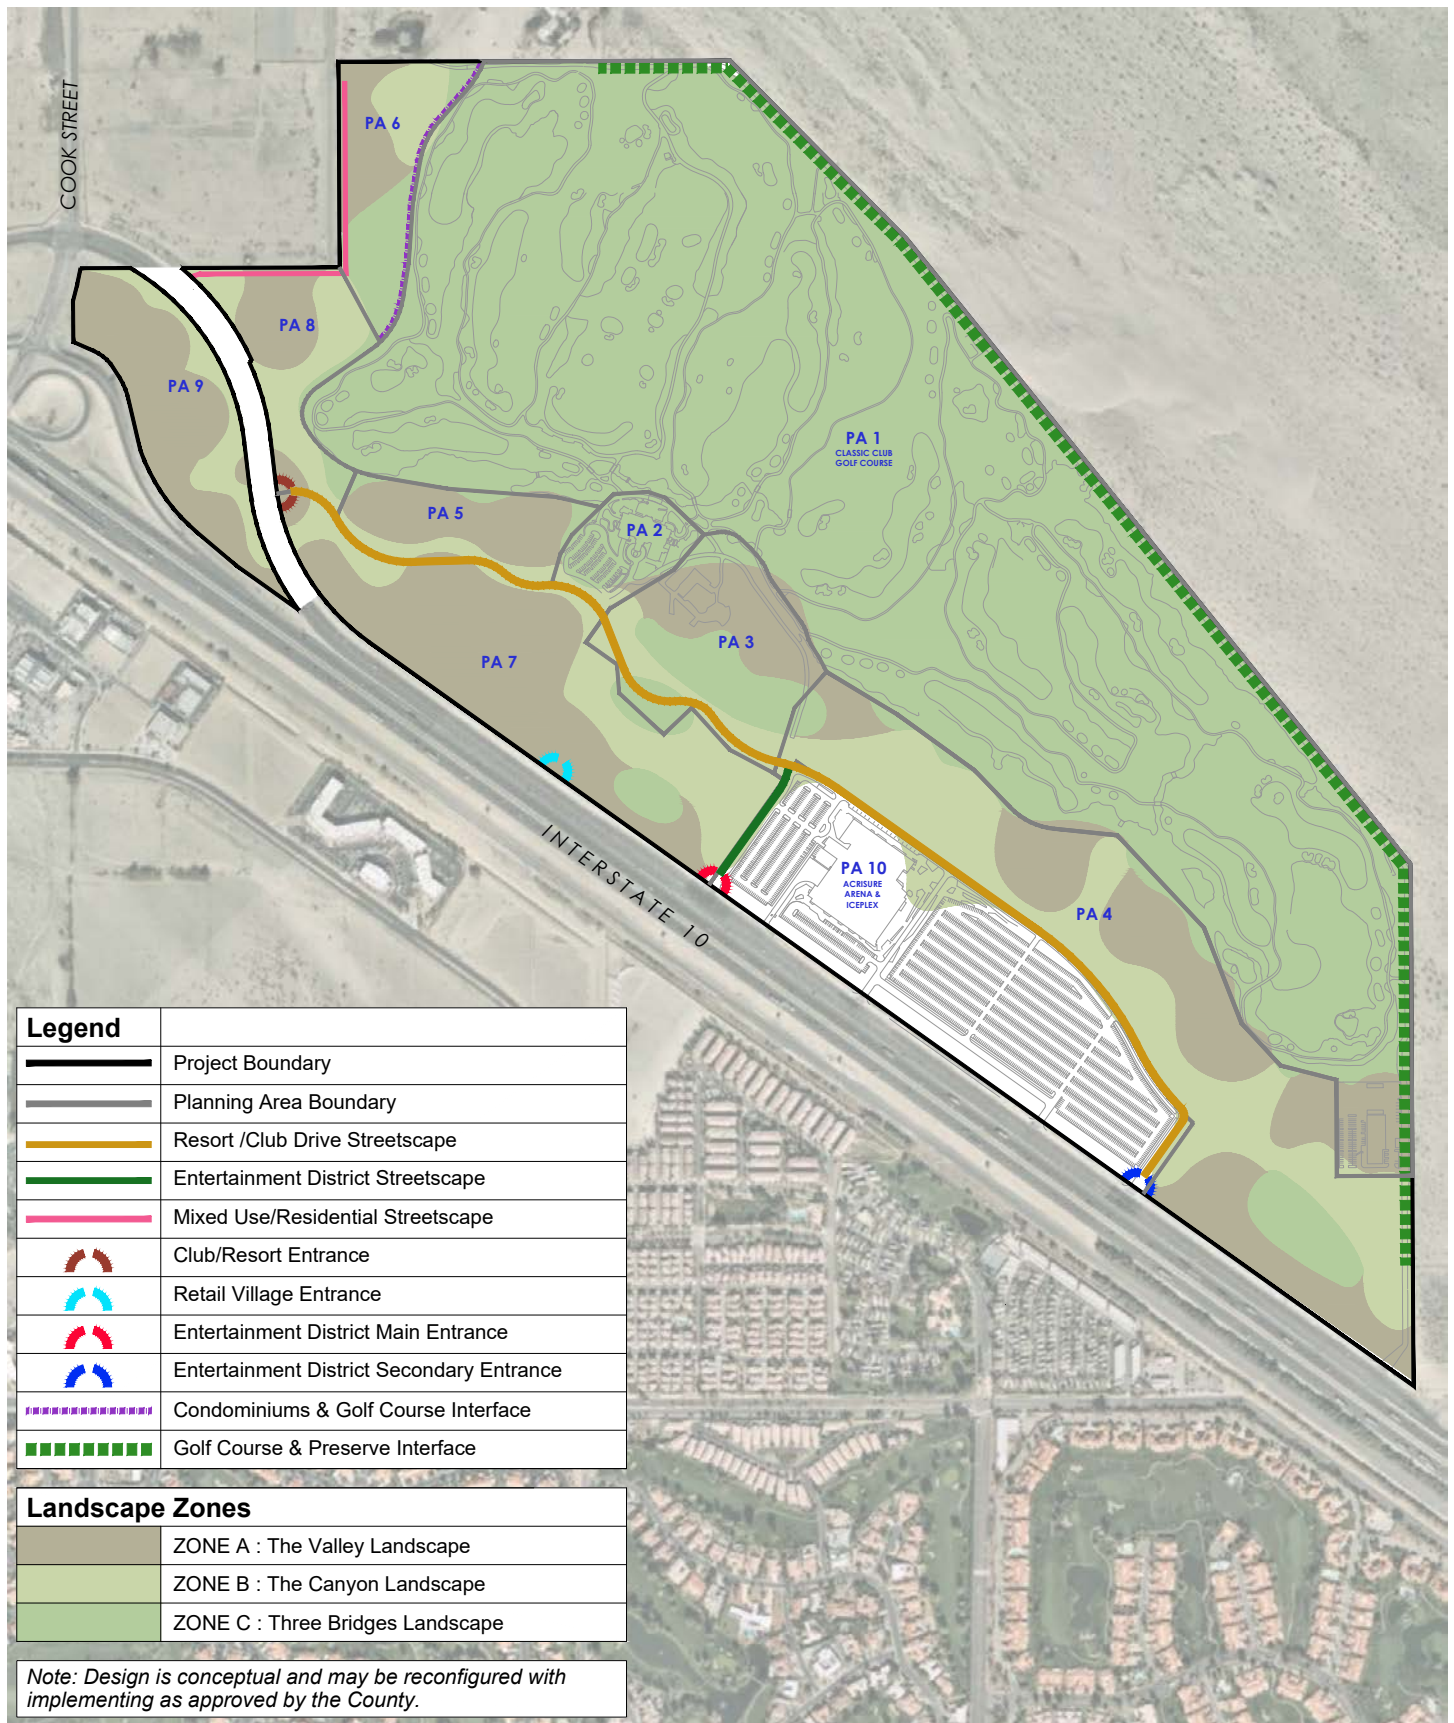 COOK STREET
PA 6
PA 8
PA 9
PA 1
CLASSIC CLUB
GOLF COURSE
PA 5
PA 2
PA 3
PA 7
PA 10
ACRISURE
ARENA &
ICEPLEX
PA 4
INTERSTATE 10
Legend
Project Boundary
Planning Area Boundary
Resort /Club Drive Streetscape
Entertainment District Streetscape
Mixed Use/Residential Streetscape
Club/Resort Entrance
Retail Village Entrance
Entertainment District Main Entrance
Entertainment District Secondary Entrance
Condominiums & Golf Course Interface
Golf Course & Preserve Interface
Landscape Zones
ZONE A : The Valley Landscape
ZONE B : The Canyon Landscape
ZONE C : Three Bridges Landscape
Note: Design is conceptual and may be reconfigured with
implementing as approved by the County.